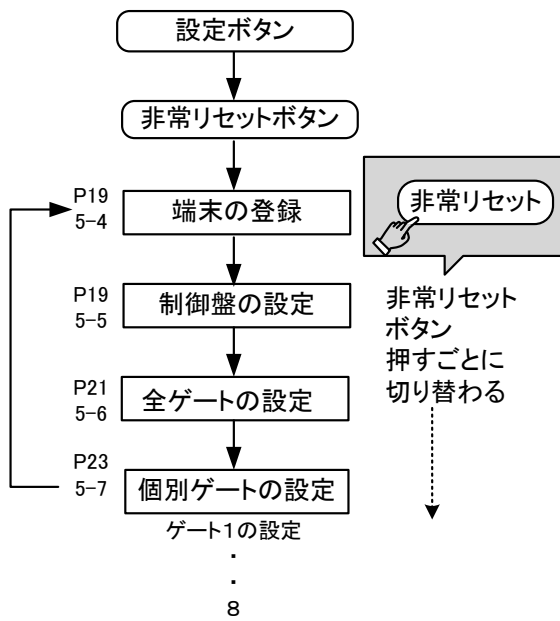 設定ボタン
非常リセットボタン
P19
5-4
端末の登録
非常リセット
P19
5-5
制御盤の設定
非常リセット
ボタン
押すごとに
切り替わる
P21
5-6
全ゲートの設定
P23
5-7
個別ゲートの設定
ゲート1の設定
・
・
8